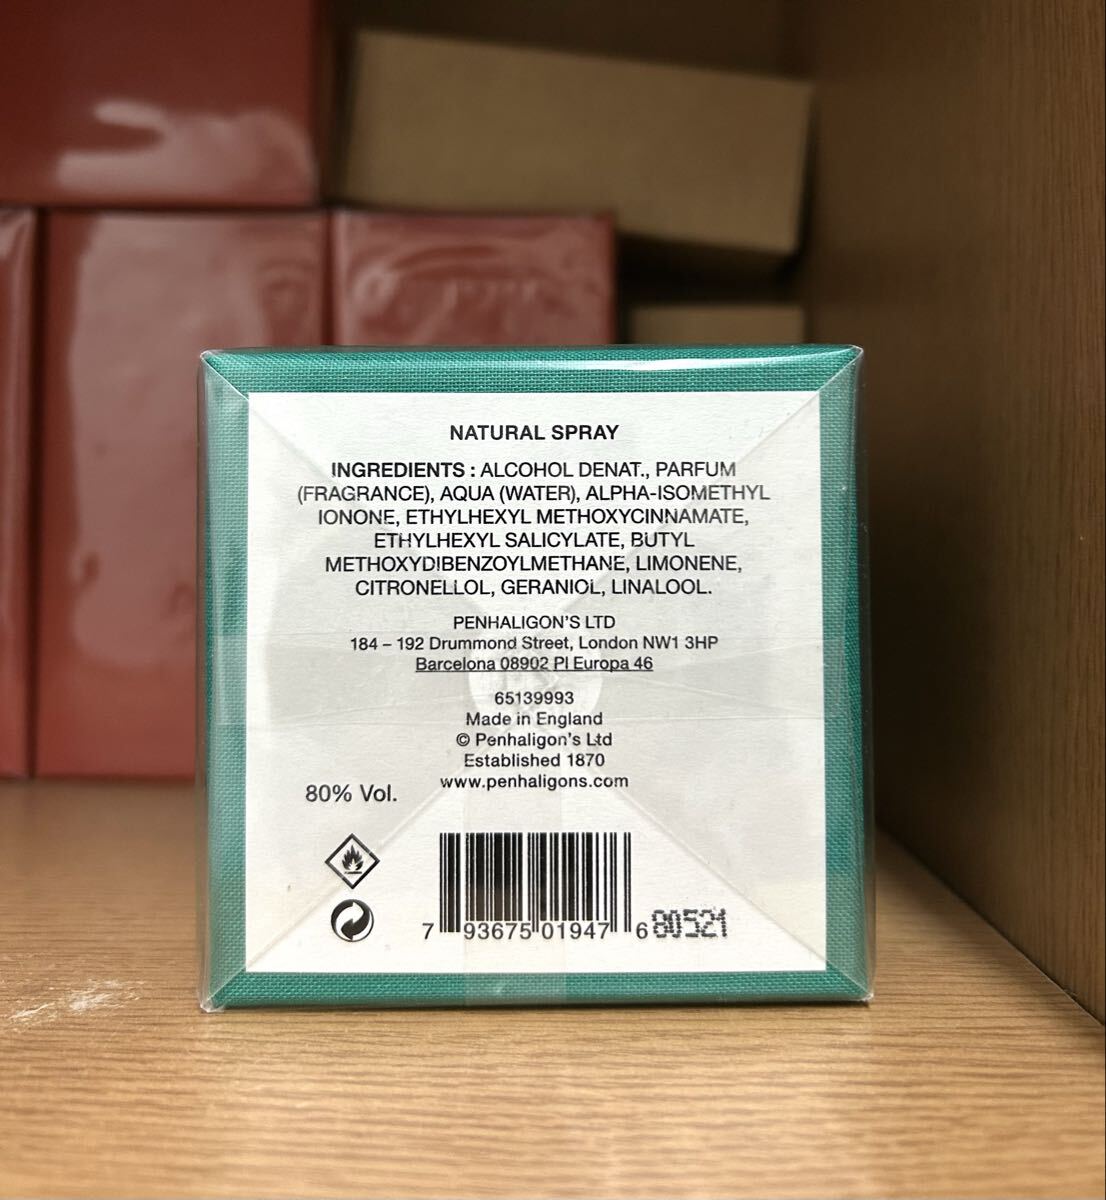 NATURAL SPRAY
INGREDIENTS : ALCOHOL DENAT., PARFUM
(FRAGRANCE), AQUA (WATER), ALPHA-ISOMETHYL
IONONE, ETHYLHEXYL METHOXYCINNAMATE,
ETHYLHEXYL SALICYLATE, BUTYL
METHOXYDIBENZOYLMETHANE, LIMONENE,
CITRONELLOL, GERANIOL, LINALOOL.
PENHALIGON'S LTD
184 – 192 Drummond Street, London NW1 3HP
Barcelona 08902 Pl Europa 46
65139993
Made in England
© Penhaligon's Ltd
Established 1870
www.penhaligons.com
80% Vol.
7 93675 01947 6 80521